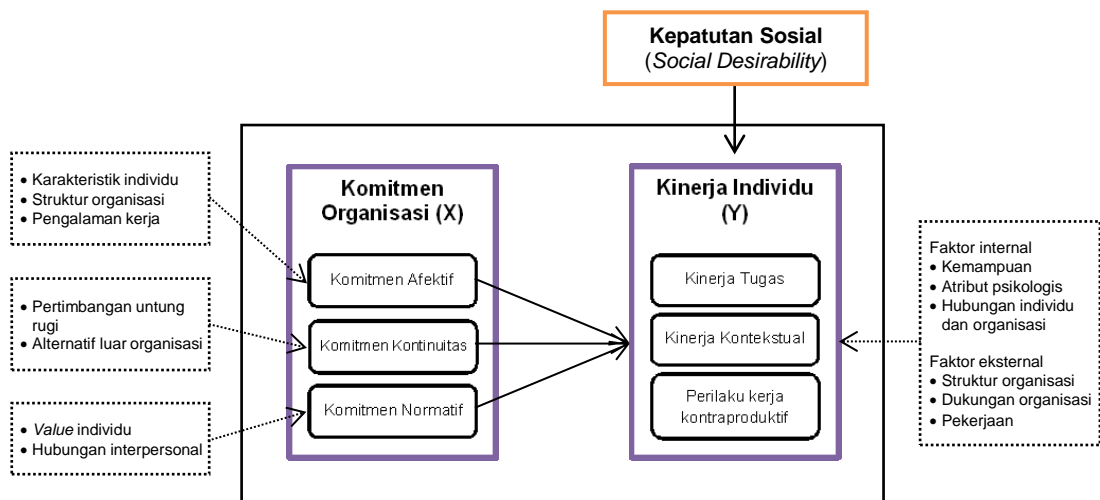 Kepatutan Sosial
(Social Desirability)
• Karakteristik individu
• Struktur organisasi
• Pengalaman kerja
• Pertimbangan untung
rugi
• Alternatif luar organisasi
• Value individu
• Hubungan interpersonal
Komitmen
Organisasi (X)
Komitmen Afektif
Komitmen Kontinuitas
Komitmen Normatif
Kinerja Individu
(Y)
Kinerja Tugas
Kinerja Kontekstual
Perilaku kerja
kontraproduktif
Faktor internal
• Kemampuan
• Atribut psikologis
• Hubungan individu
dan organisasi
Faktor eksternal
• Struktur organisasi
• Dukungan organisasi
• Pekerjaan